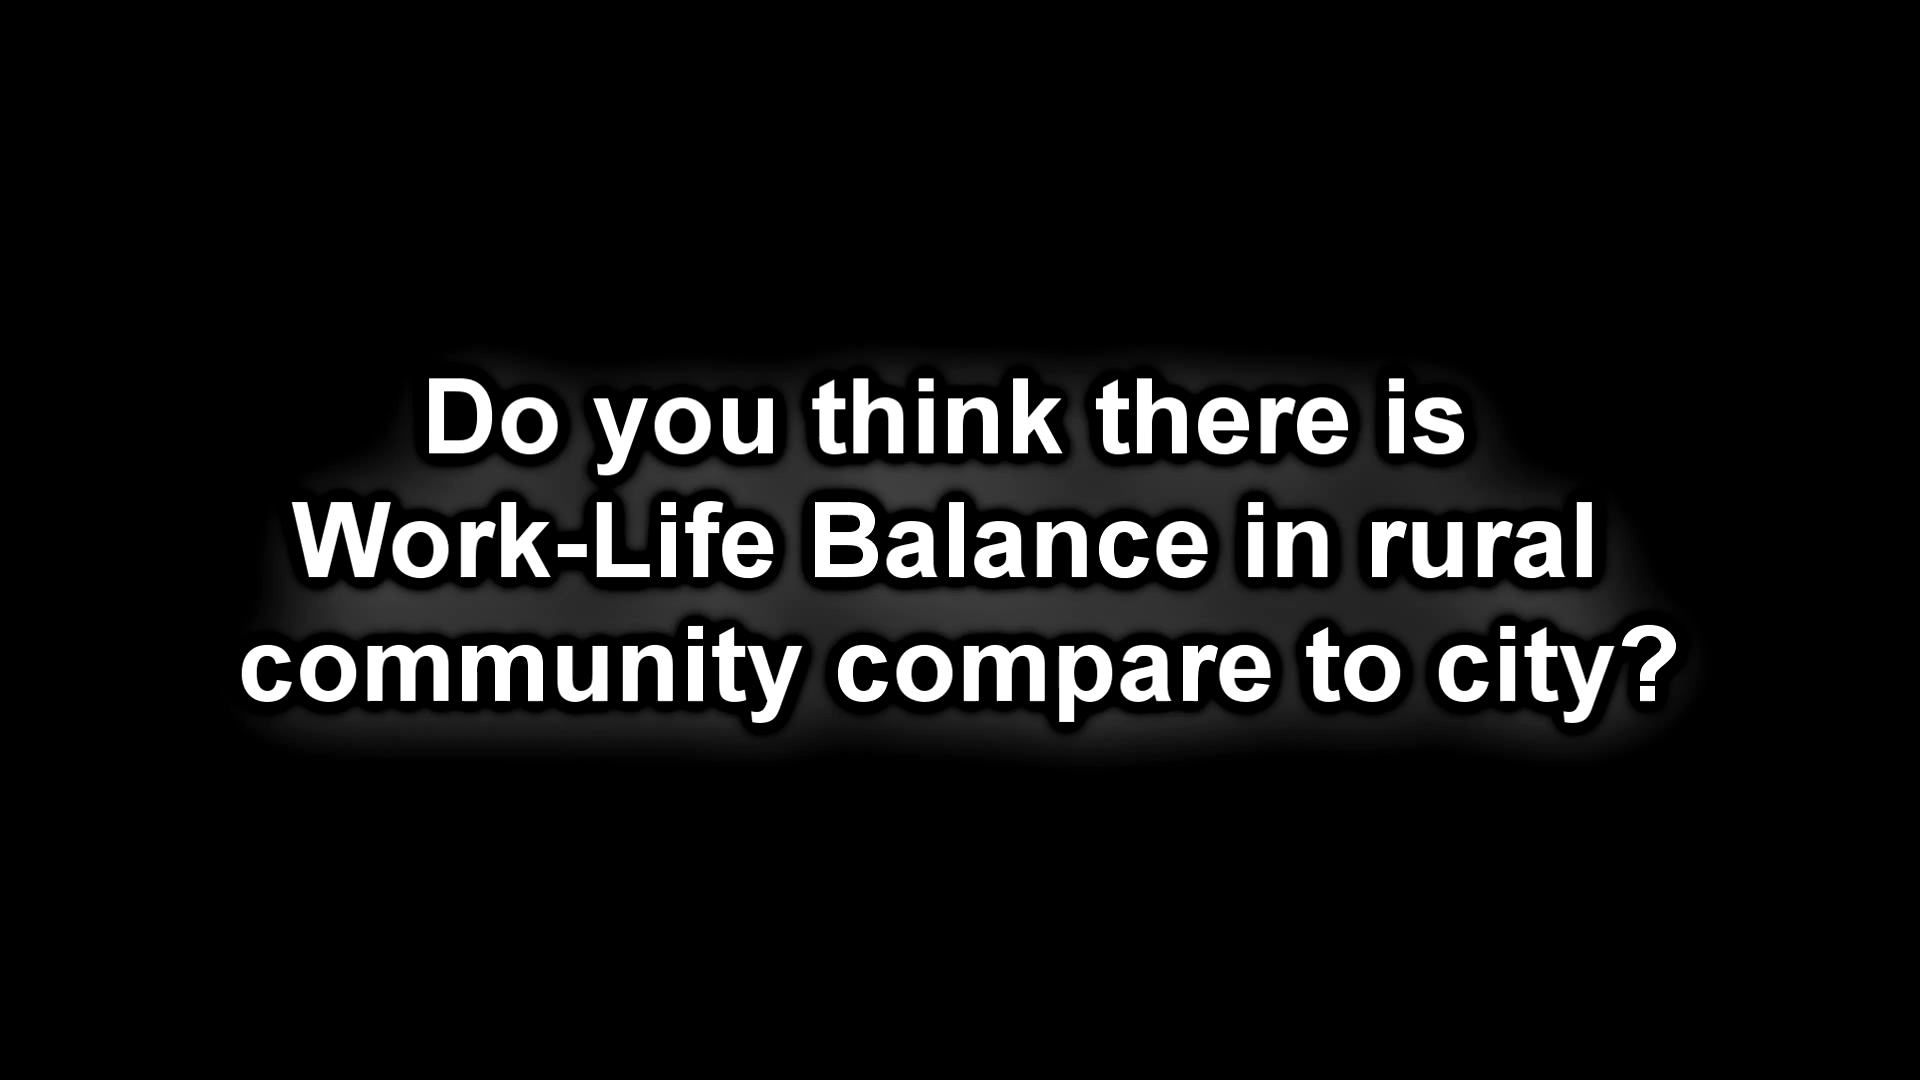 Do you think there is
Work-Life Balance in rural
community compare to city?